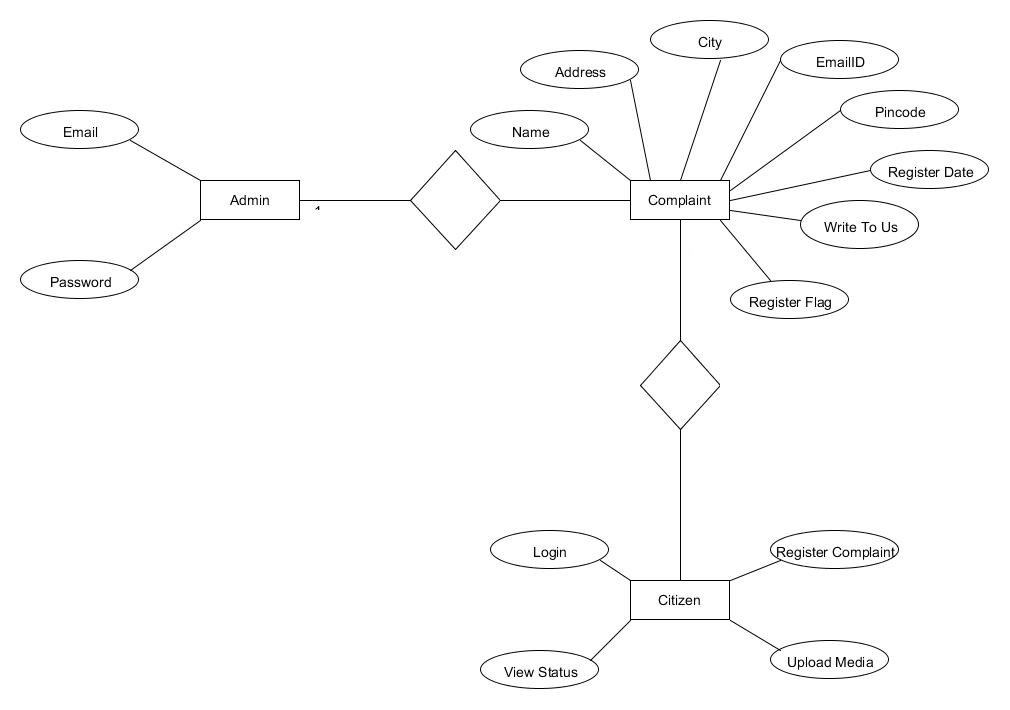 City
EmailID
Address
Pincode
Email
Name
Register Date
Admin
Complaint
Write To Us
Password
Register Flag
Login
Register Complaint
Citizen
View Status
Upload Media